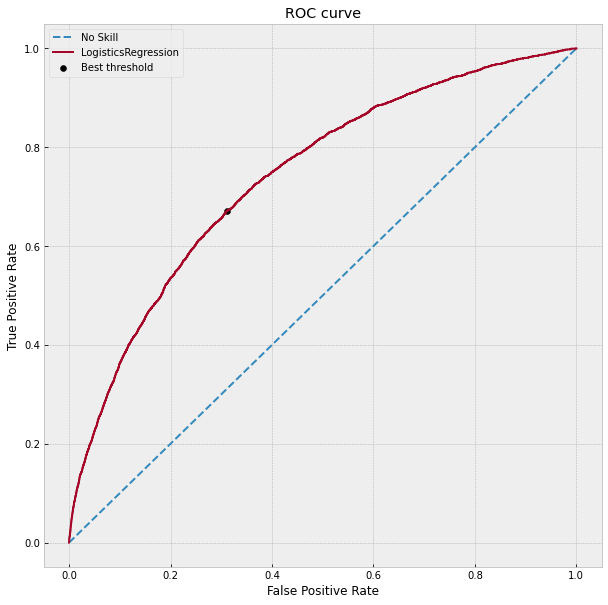 ROC curve
No Skill
LogisticsRegression
Best threshold
1.0
0.8
0.6
0.4
0.2
0.0
True Positive Rate
0.0 0.2 0.4 0.6 0.8 1.0
False Positive Rate